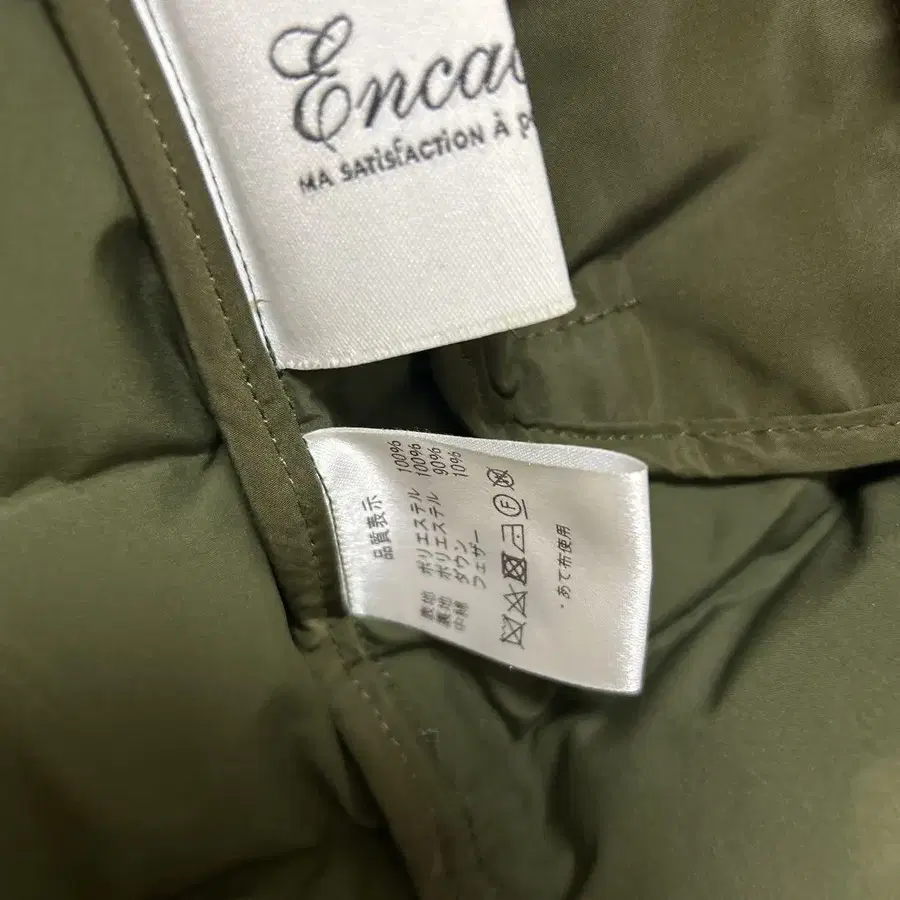 Encac
MA SATISFACTION À P
品質表示
表地 ポリエステル 100%
裏地 ポリエステル 100%
中綿 ダウン 90%
フェザー 10%
・あて布使用